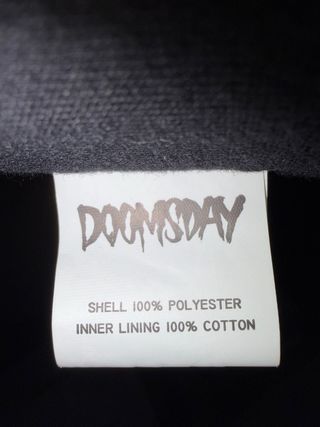 DOOMSDAY
SHELL 100% POLYESTER
INNER LINING 100% COTTON